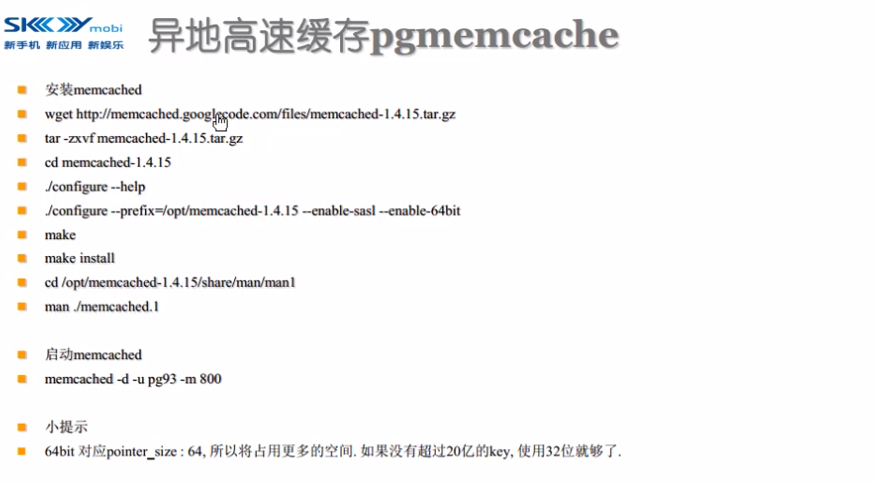 SKYmobi
新手机 新应用 新娱乐
异地高速缓存pgmemcache
安装memcached
wget http://memcached.googlecode.com/files/memcached-1.4.15.tar.gz
tar -zxvf memcached-1.4.15.tar.gz
cd memcached-1.4.15
./configure --help
./configure --prefix=/opt/memcached-1.4.15 --enable-sasl --enable-64bit
make
make install
cd /opt/memcached-1.4.15/share/man/man1
man ./memcached.1
启动memcached
memcached -d -u pg93 -m 800
小提示
64bit 对应pointer_size : 64, 所以将占用更多的空间. 如果没有超过20亿的key, 使用32位就够了.